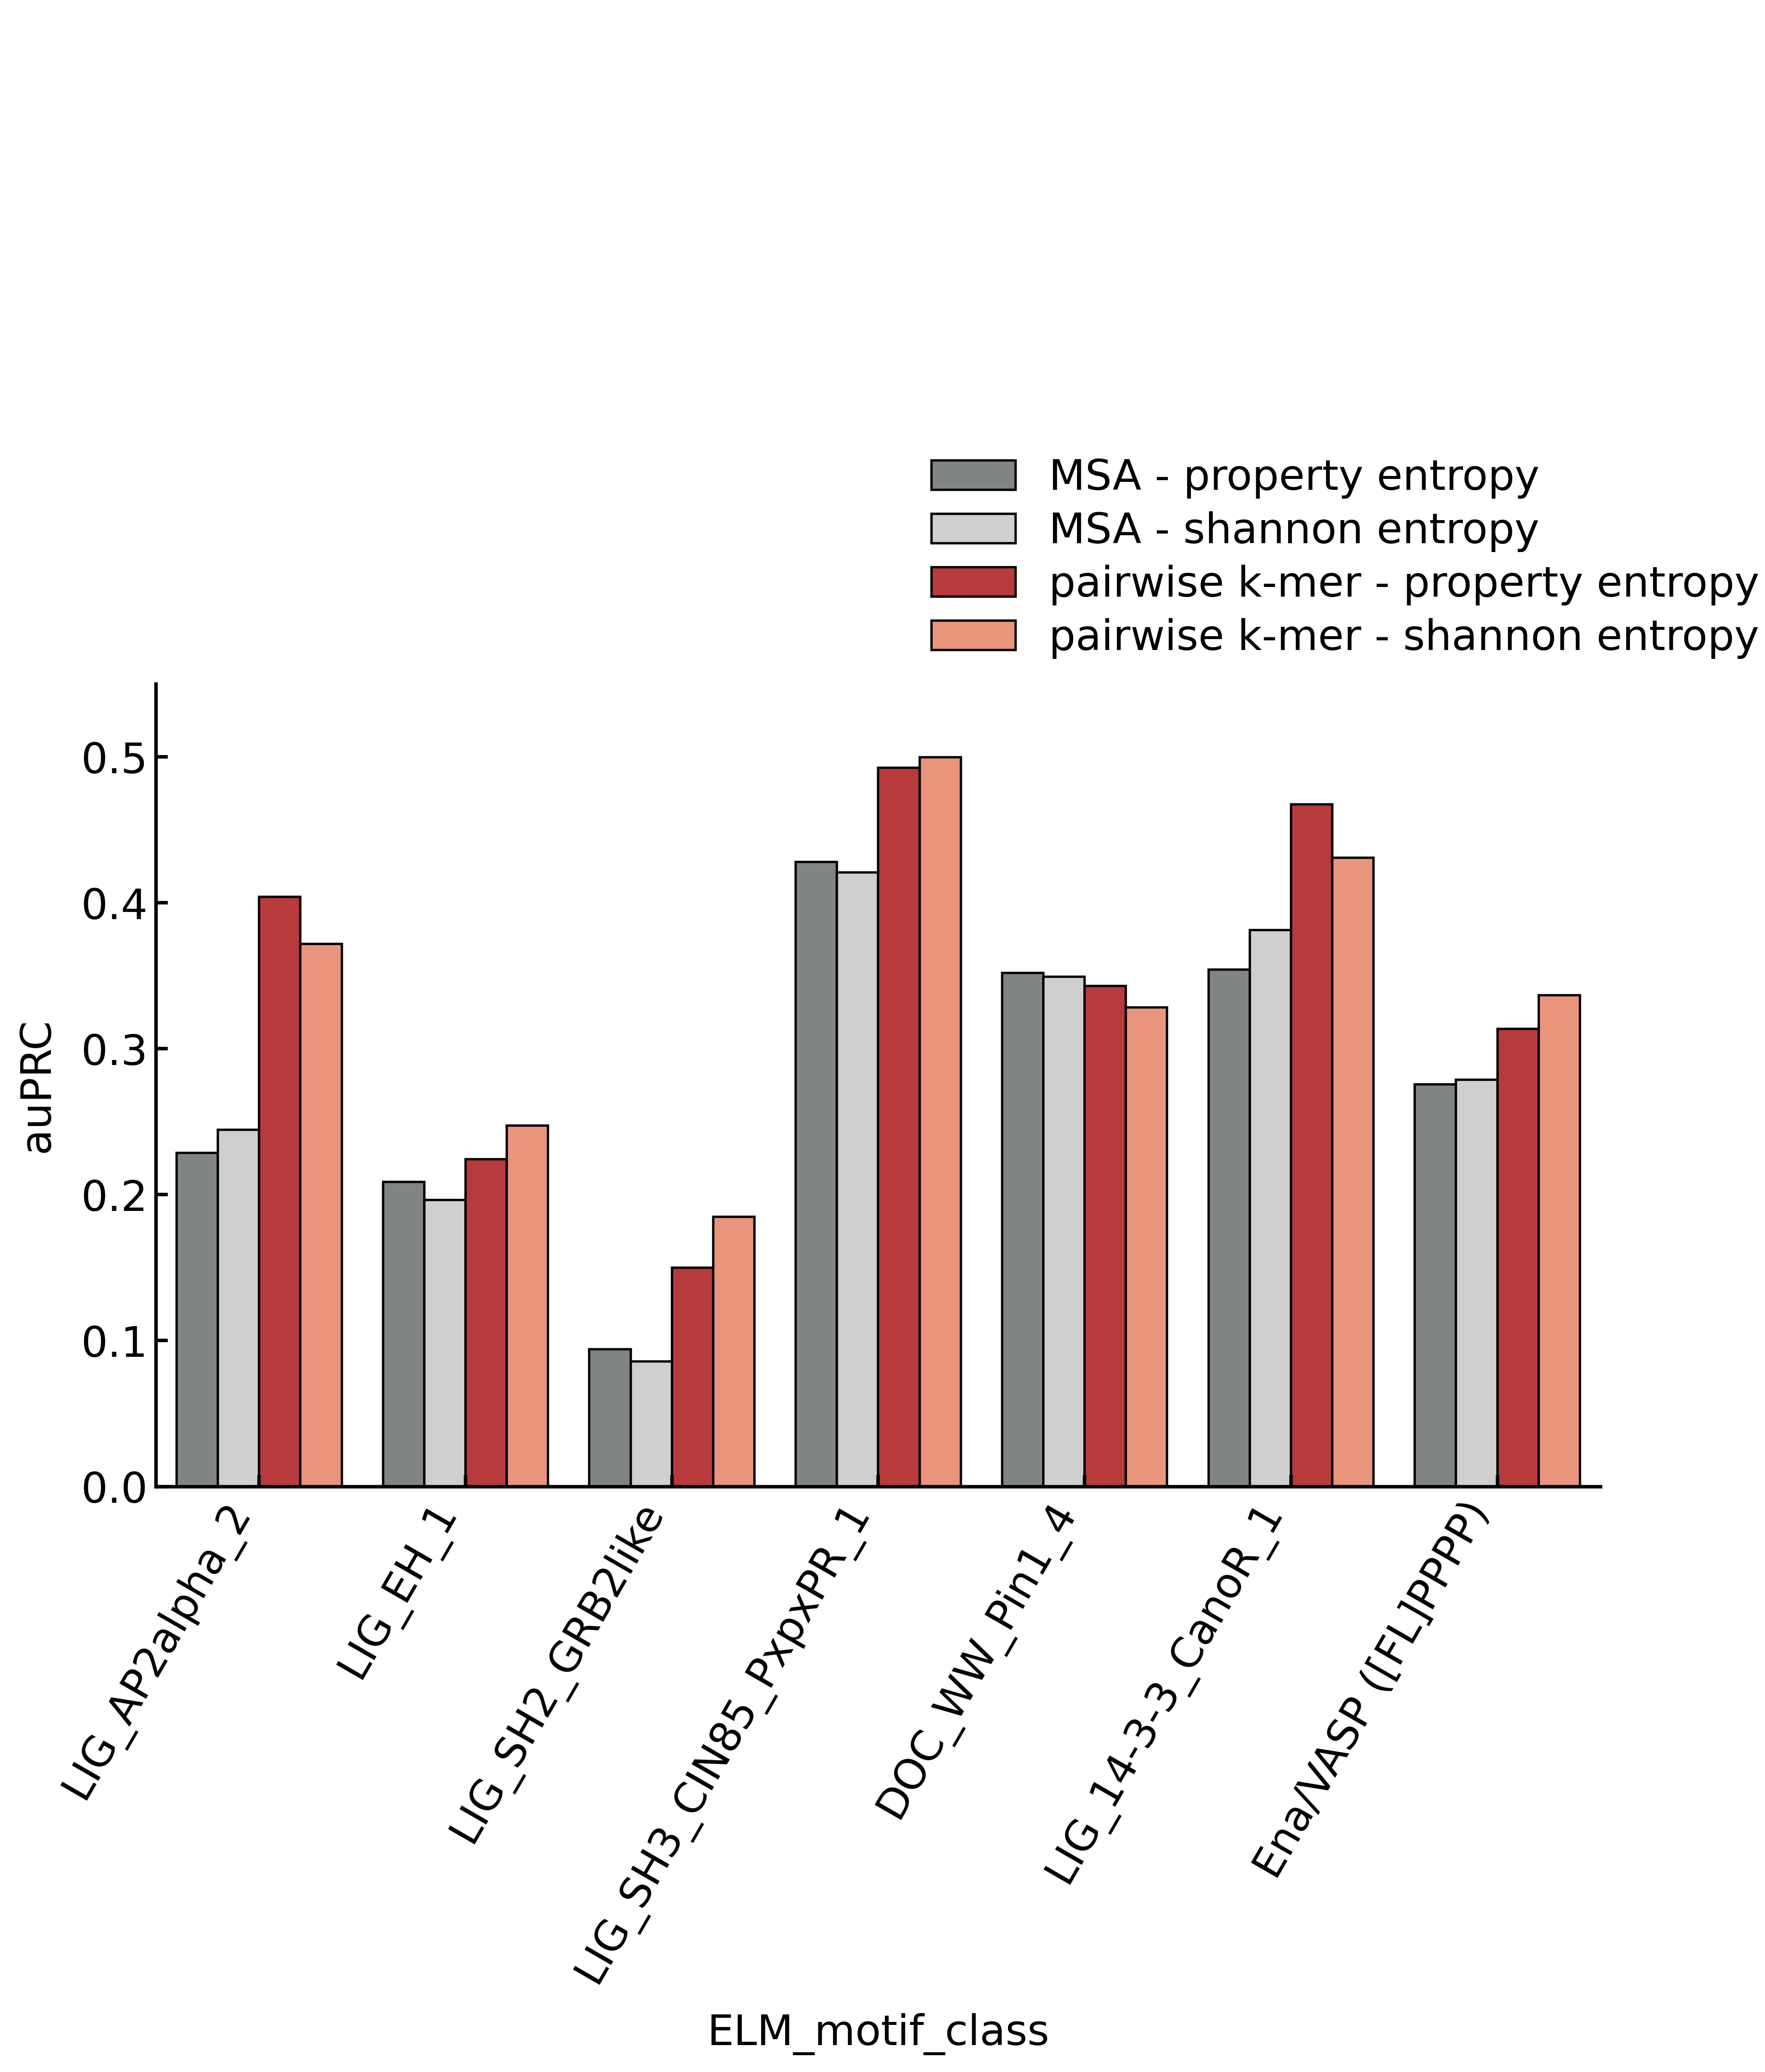 MSA - property entropy
MSA - shannon entropy
pairwise k-mer - property entropy
pairwise k-mer - shannon entropy
auPRC
0.5
0.4
0.3
0.2
0.1
0.0
LIG_AP2alpha_2
LIG_EH_1
LIG_SH2_GRB2like
LIG_SH3_CIN85_PxpxPR_1
DOC_WW_Pin1_4
LIG_14-3-3_CanoR_1
Ena/VASP ([FL]PPPP)
ELM_motif_class